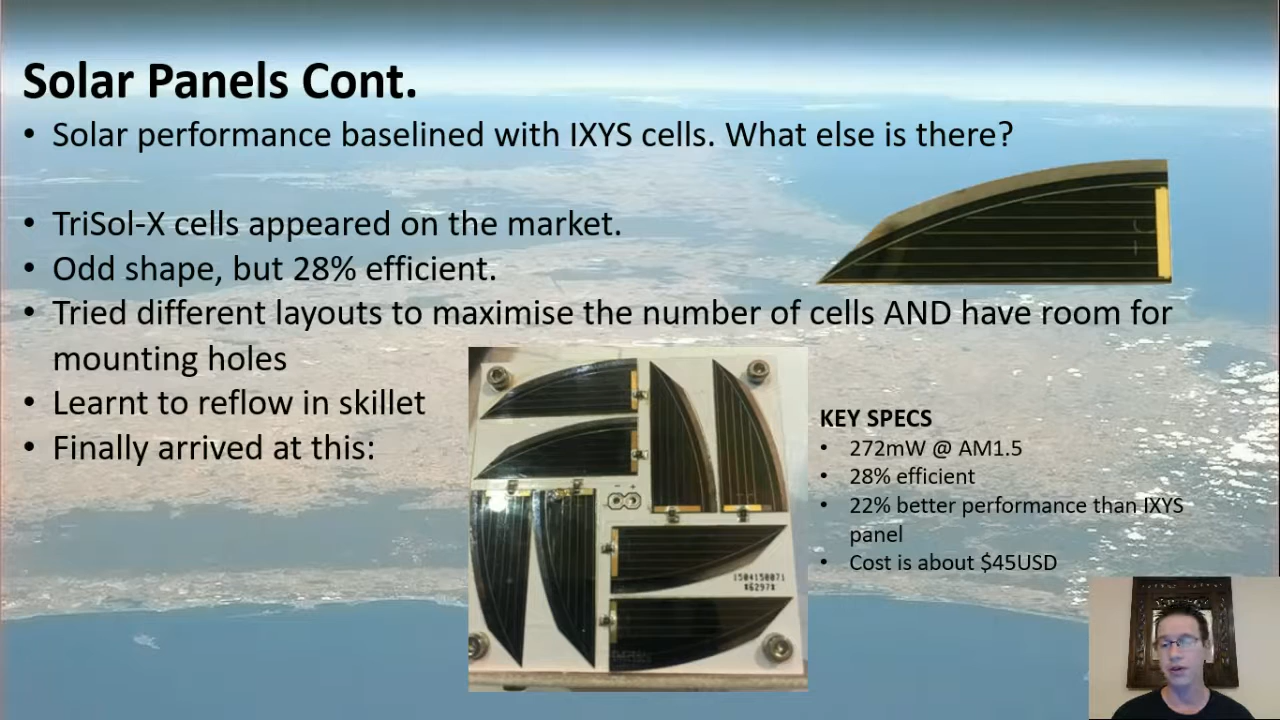 Solar Panels Cont.
• Solar performance baselined with IXYS cells. What else is there?
• TriSol-X cells appeared on the market.
• Odd shape, but 28% efficient.
• Tried different layouts to maximise the number of cells AND have room for
mounting holes
• Learnt to reflow in skillet
• Finally arrived at this:
KEY SPECS
• 272mW @ AM1.5
• 28% efficient
• 22% better performance than IXYS
panel
• Cost is about $45USD
- +